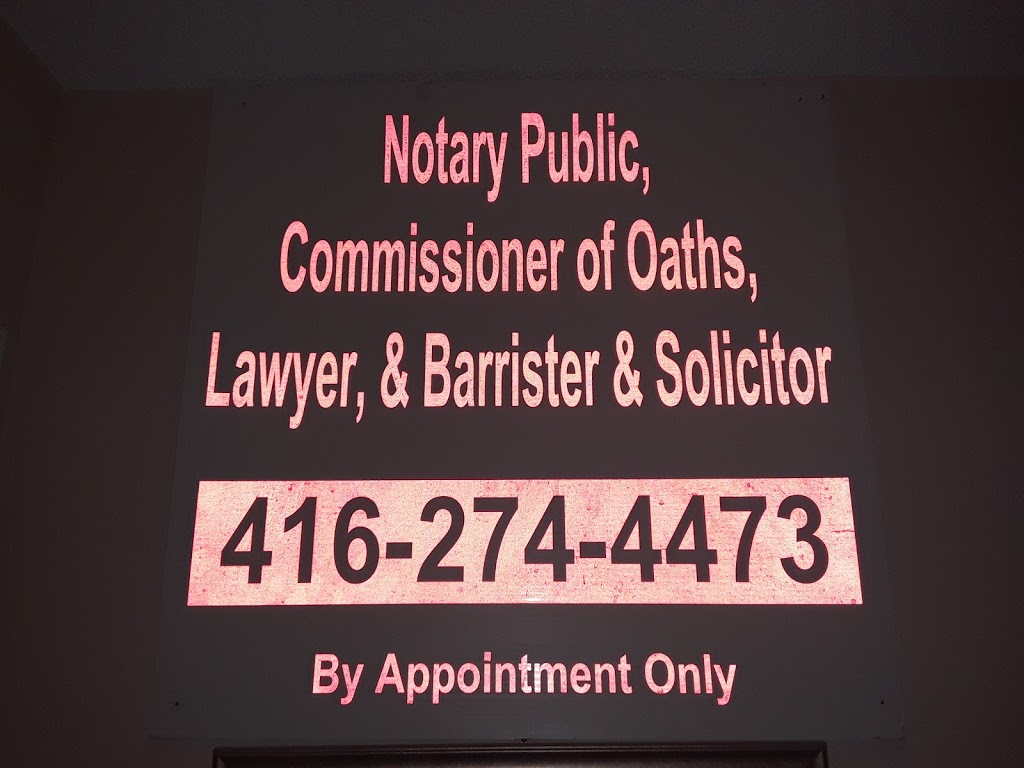 Notary Public,
Commissioner of Oaths,
Lawyer, & Barrister & Solicitor
416-274-4473
By Appointment Only